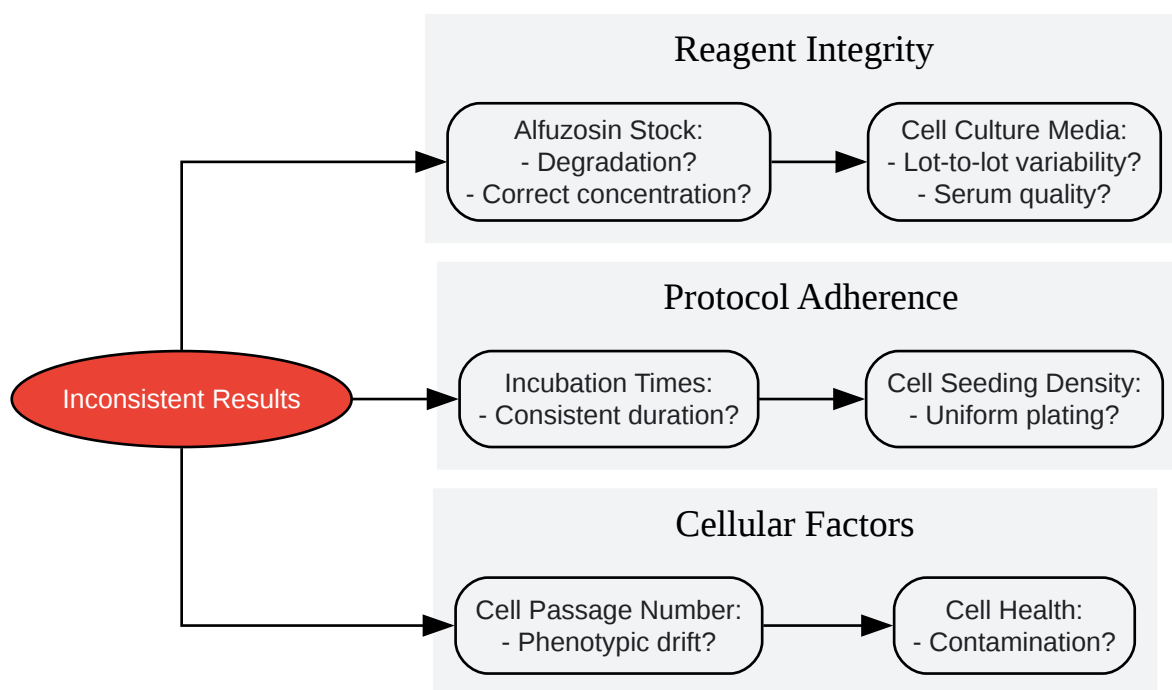 Reagent Integrity
Alfuzosin Stock:
- Degradation?
- Correct concentration?
Cell Culture Media:
- Lot-to-lot variability?
- Serum quality?
Protocol Adherence
Inconsistent Results
Incubation Times:
- Consistent duration?
Cell Seeding Density:
- Uniform plating?
Cellular Factors
Cell Passage Number:
- Phenotypic drift?
Cell Health:
- Contamination?